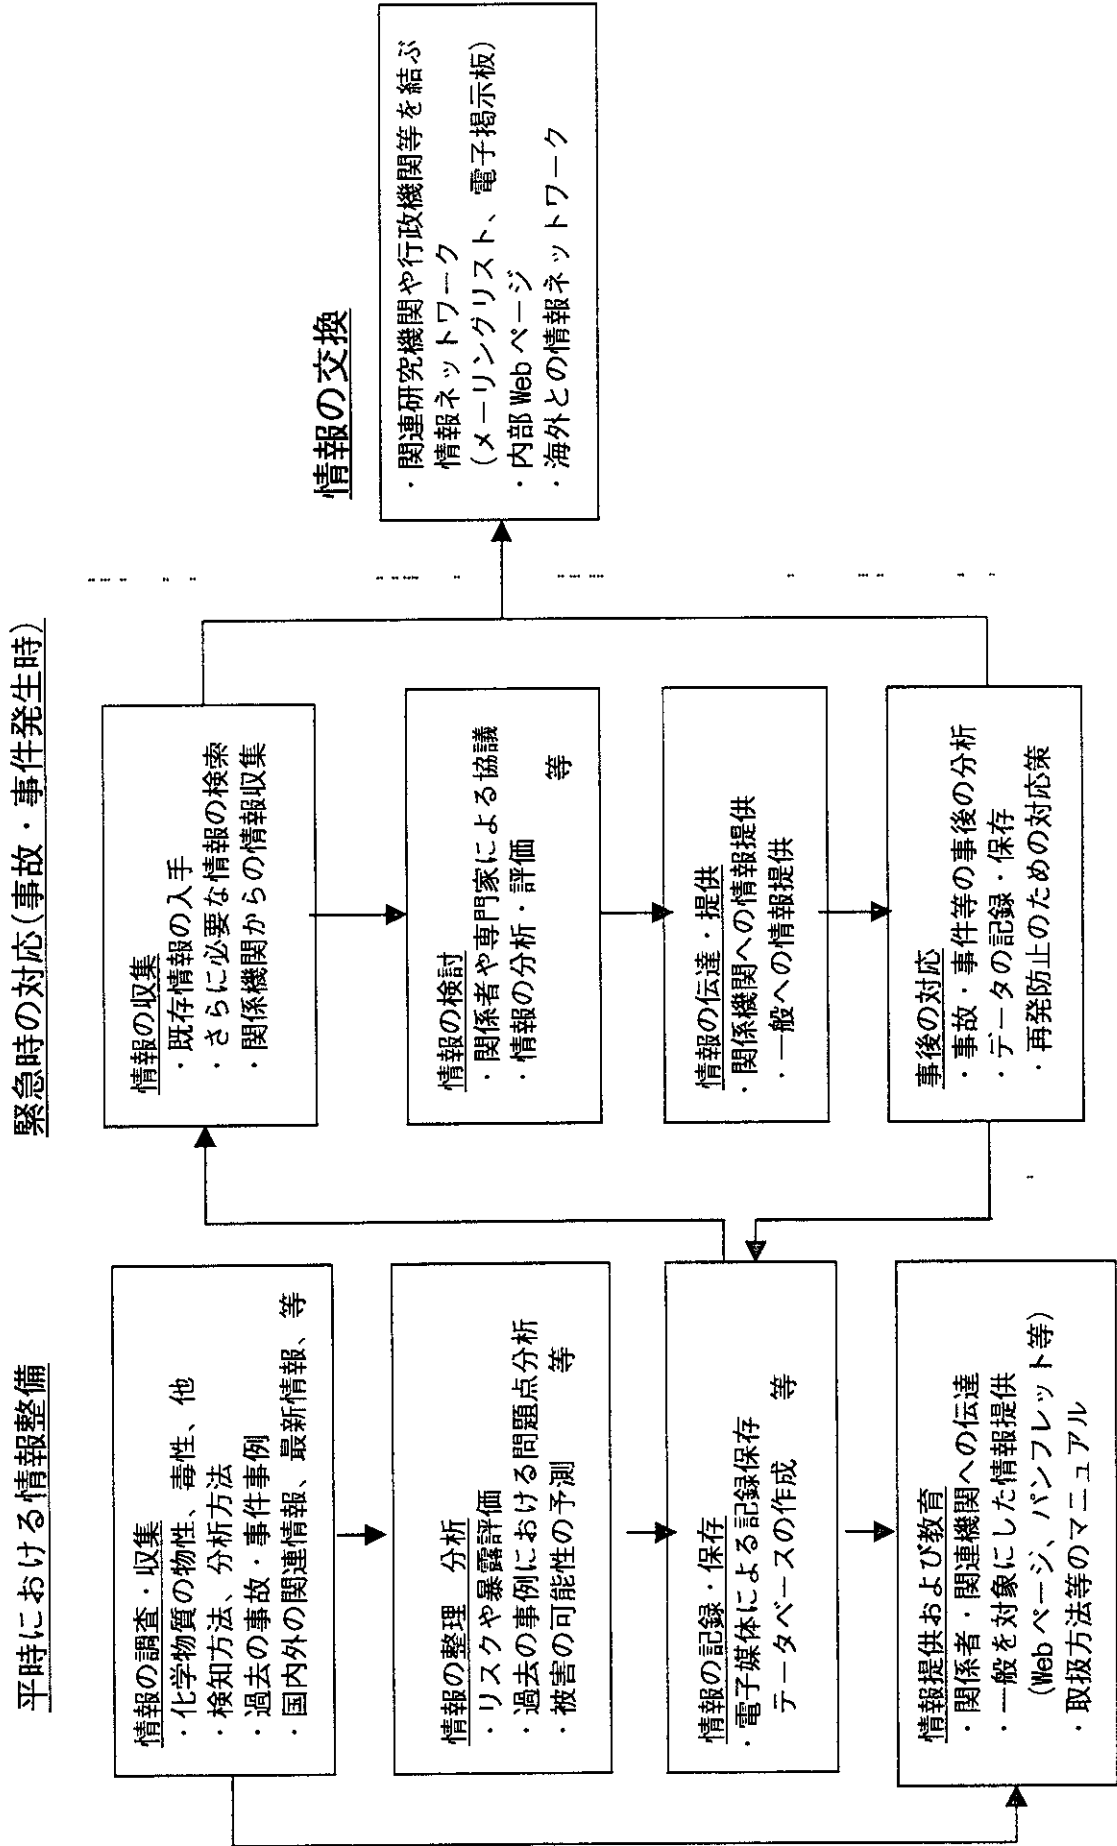 平時における情報整備
情報の調査・収集
・化学物質の物性、毒性、他
・検知方法、分析方法
・過去の事故・事件事例
・国内外の関連情報、最新情報、等
情報の整理　分析
・リスクや暴露評価
・過去の事例における問題点分析
・被害の可能性の予測　　等
情報の記録・保存
・電子媒体による記録保存
データベースの作成　　等
情報提供および教育
・関係者・関連機関への伝達
・一般を対象にした情報提供
(Webページ、パンフレット等)
・取扱方法等のマニュアル
緊急時の対応(事故・事件発生時)
情報の収集
・既存情報の入手
・さらに必要な情報の検索
・関係機関からの情報収集
情報の検討
・関係者や専門家による協議
・情報の分析・評価　　等
情報の伝達・提供
・関係機関への情報提供
・一般への情報提供
事後の対応
・事故・事件等の事後の分析
・データの記録・保存
・再発防止のための対応策
情報の交換
・関連研究機関や行政機関等を結ぶ
情報ネットワーク
(メーリングリスト、電子掲示板)
・内部Webページ
・海外との情報ネットワーク